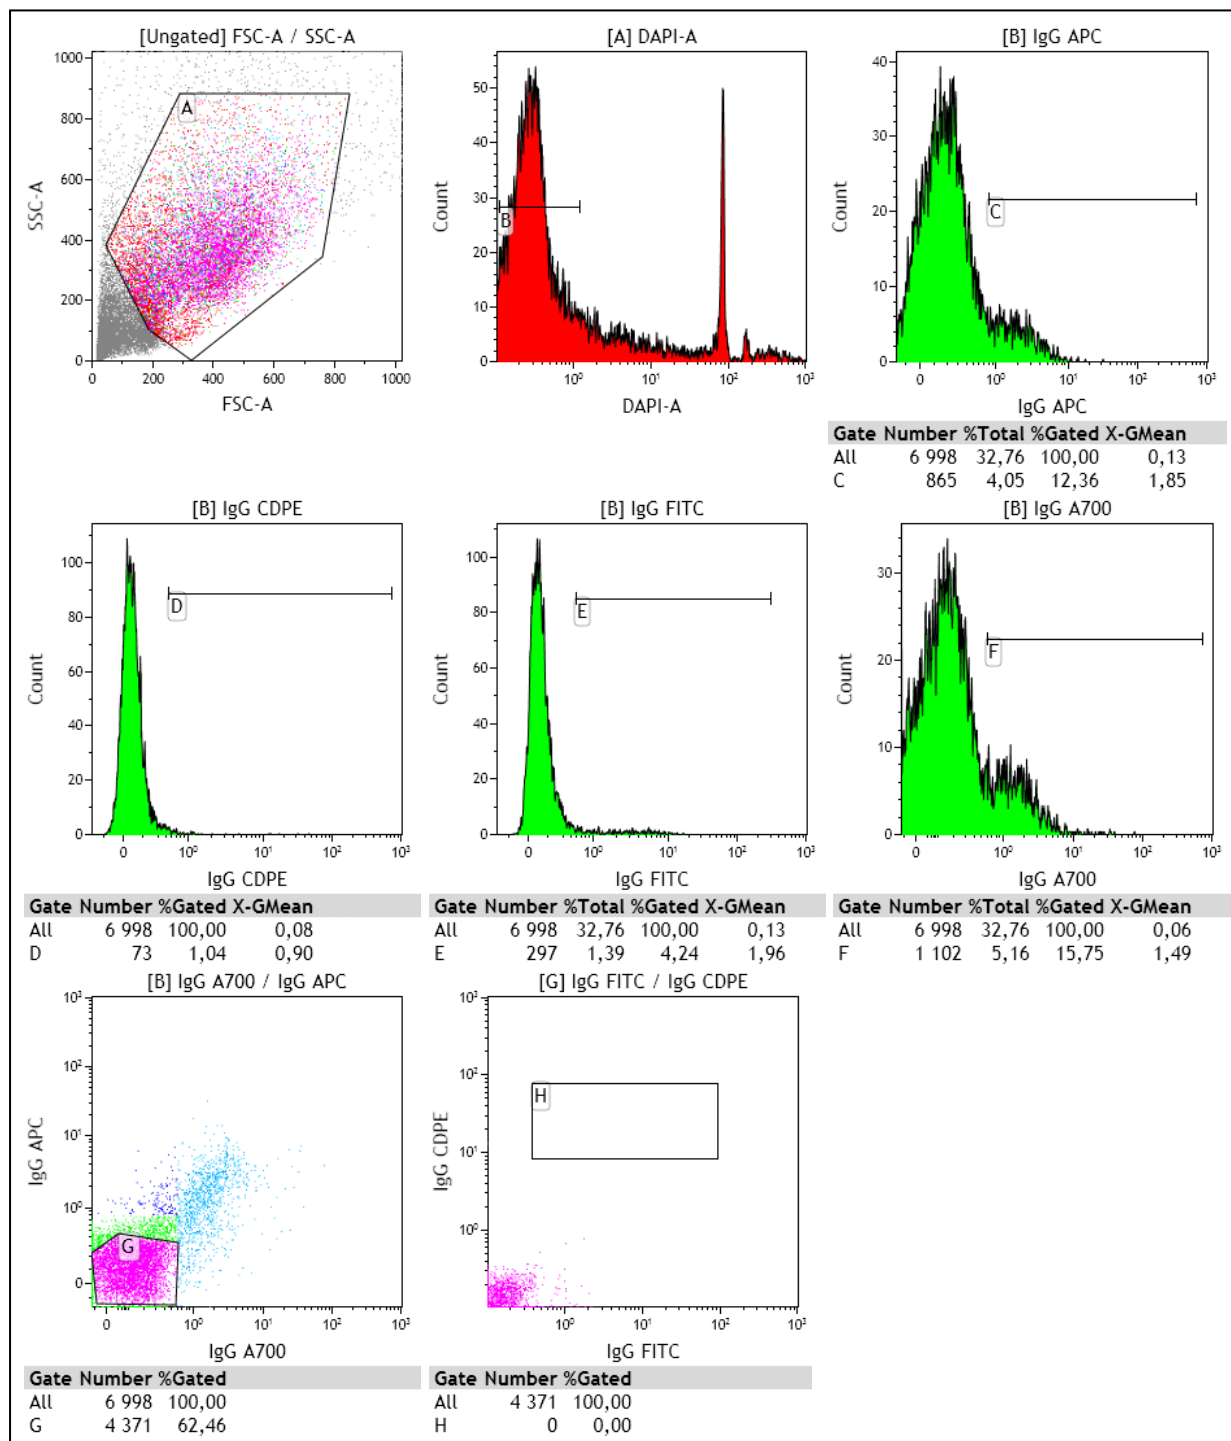 [Ungated] FSC-A / SSC-A
1000
800
600
400
200
0
SSC-A
A
0 200 400 600 800 1000
FSC-A
[A] DAPI-A
50
40
30
20
10
0
Count
B
10⁰ 10¹ 10² 10³
DAPI-A
[B] IgG APC
40
30
20
10
0
Count
C
0 10⁰ 10¹ 10² 10³
IgG APC
Gate Number %Total %Gated X-GMean
All 6 998 32,76 100,00 0,13
C 865 4,05 12,36 1,85
[B] IgG CDPE
100
80
60
40
20
0
Count
D
0 10⁰ 10¹ 10² 10³
IgG CDPE
Gate Number %Gated X-GMean
All 6 998 100,00 0,08
D 73 1,04 0,90
[B] IgG FITC
100
80
60
40
20
0
Count
E
0 10⁰ 10¹ 10² 10³
IgG FITC
Gate Number %Total %Gated X-GMean
All 6 998 32,76 100,00 0,13
E 297 1,39 4,24 1,96
[B] IgG A700
30
20
10
0
Count
F
0 10⁰ 10¹ 10² 10³
IgG A700
Gate Number %Total %Gated X-GMean
All 6 998 32,76 100,00 0,06
F 1 102 5,16 15,75 1,49
[B] IgG A700 / IgG APC
10³
10²
10¹
10⁰
0
IgG APC
G
0 10⁰ 10¹ 10² 10³
IgG A700
Gate Number %Gated
All 6 998 100,00
G 4 371 62,46
[G] IgG FITC / IgG CDPE
10³
10²
10¹
10⁰
IgG CDPE
H
10⁰ 10¹ 10² 10³
IgG FITC
Gate Number %Gated
All 4 371 100,00
H 0 0,00